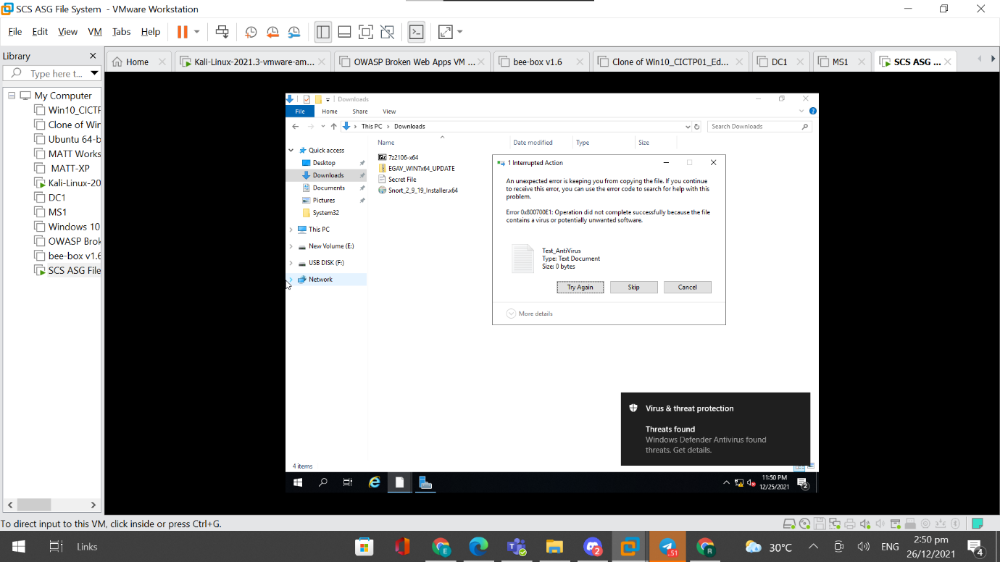 SCS ASG File System - VMware Workstation
File Edit View VM Tabs Help
Library
Type here t...
Home
Kali-Linux-2021.3-vmware-am...
OWASP Broken Web Apps VM ...
bee-box v1.6
Clone of Win10_CICTP01_Ed...
DC1
MS1
SCS ASG ...
My Computer
Win10_CICTF
Clone of Wir
Ubuntu 64-b
MATT Works
MATT-XP
Kali-Linux-20
DC1
MS1
Windows 10
OWASP Brok
bee-box v1.6
SCS ASG File
Downloads
File Home Share View
This PC Downloads
Search Downloads
Name Date modified Type Size
Quick access
Desktop
Downloads
Documents
Pictures
System32
This PC
New Volume (E:)
USB DISK (F:)
Network
7z2106-x64
EGAV_WIN7x64_UPDATE
Secret File
Snort_2_9_19_Installer.x64
1 Interrupted Action
An unexpected error is keeping you from copying the file. If you continue
to receive this error, you can use the error code to search for help with this
problem.
Error 0x800700E1: Operation did not complete successfully because the file
contains a virus or potentially unwanted software.
Test_AntiVirus
Type: Text Document
Size: 0 bytes
Try Again Skip Cancel
More details
Virus & threat protection
Threats found
Windows Defender Antivirus found
threats. Get details.
4 items
11:50 PM
12/25/2021
2
To direct input to this VM, click inside or press Ctrl+G.
Links
E
2
.51
R
30°C
ENG
2:50 pm
26/12/2021
4